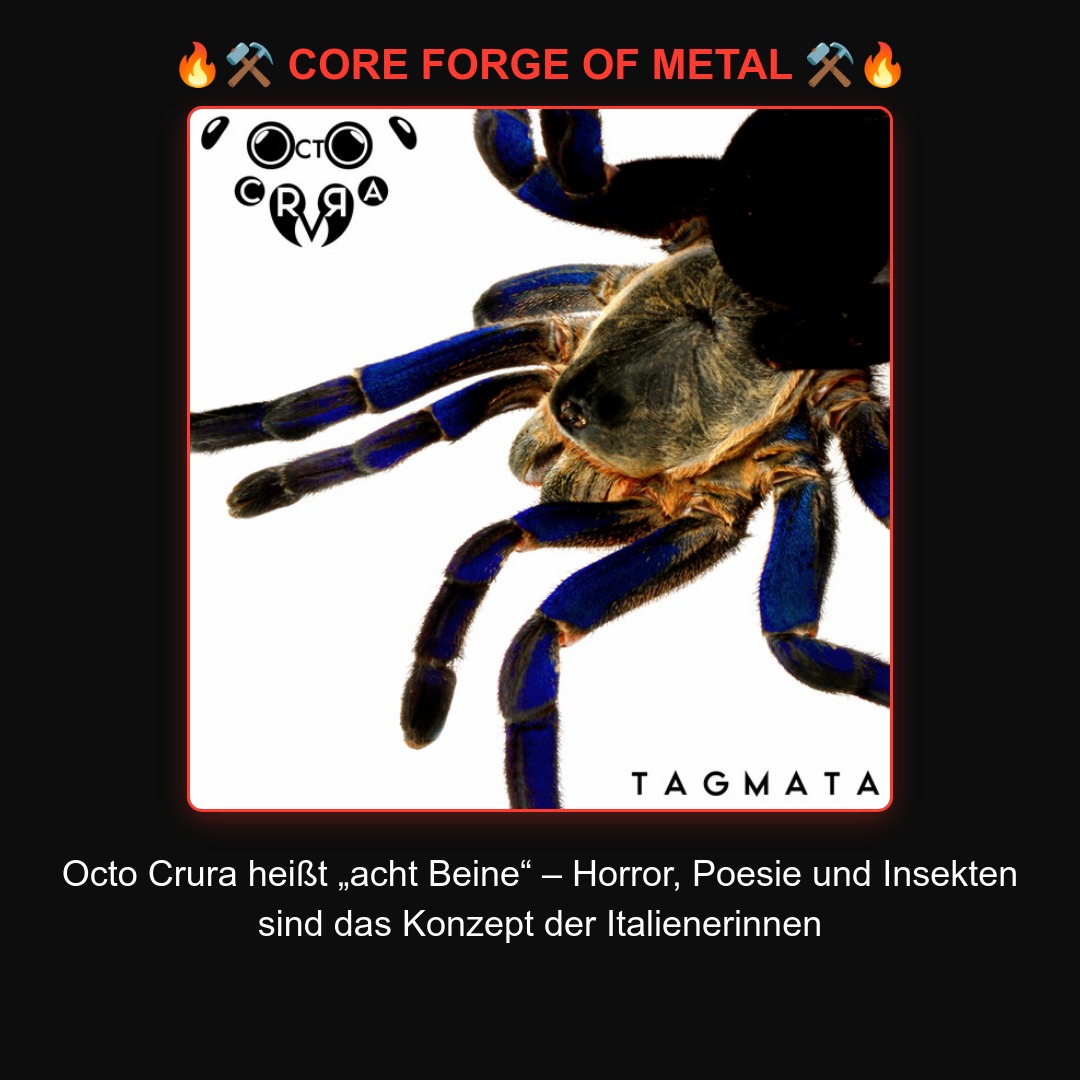 🔥⚒️ CORE FORGE OF METAL ⚒️🔥
OCTO
CRVRA
TAGMATA
Octo Crura heißt „acht Beine“ – Horror, Poesie und Insekten
sind das Konzept der Italienerinnen